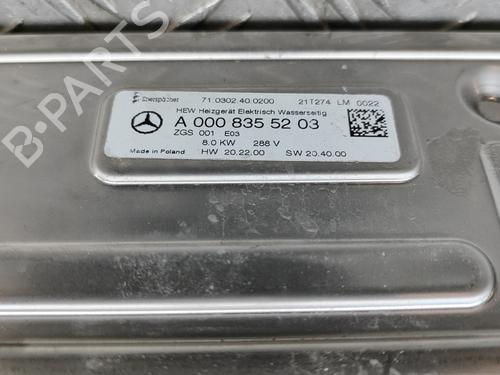 Eberspächer 71.0302.40.0200 21T274 LM 0022
HEW Heizgerät Elektrisch Wasserseitig
A 000 835 52 03
ZGS 001 E03
8.0 KW 288 V
Made in Poland HW 20.22.00 SW 20.40.00
B-PARTS